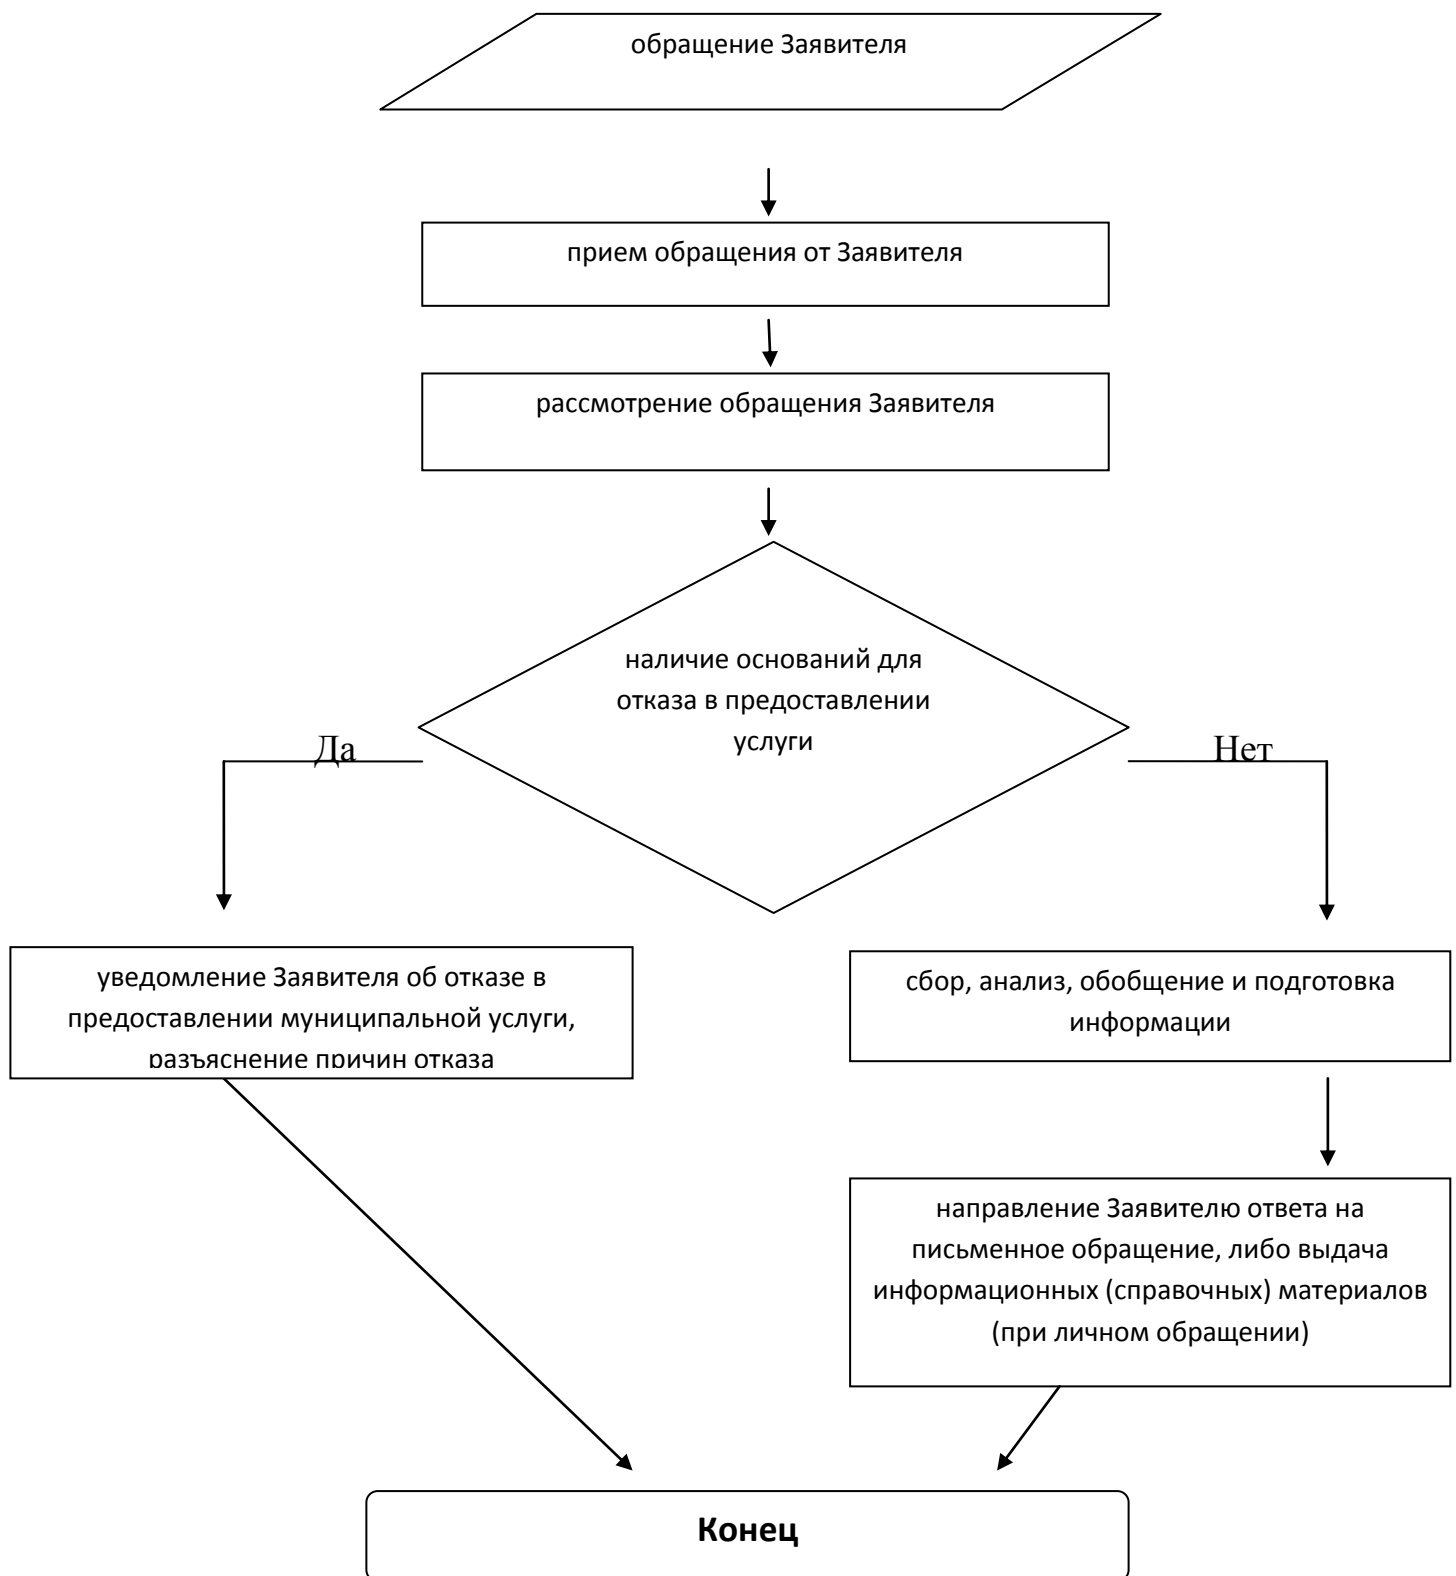 обращение Заявителя
прием обращения от Заявителя
рассмотрение обращения Заявителя
наличие оснований для
отказа в предоставлении
услуги
Да
Нет
уведомление Заявителя об отказе в
предоставлении муниципальной услуги,
разъяснение причин отказа
сбор, анализ, обобщение и подготовка
информации
направление Заявителю ответа на
письменное обращение, либо выдача
информационных (справочных) материалов
(при личном обращении)
Конец